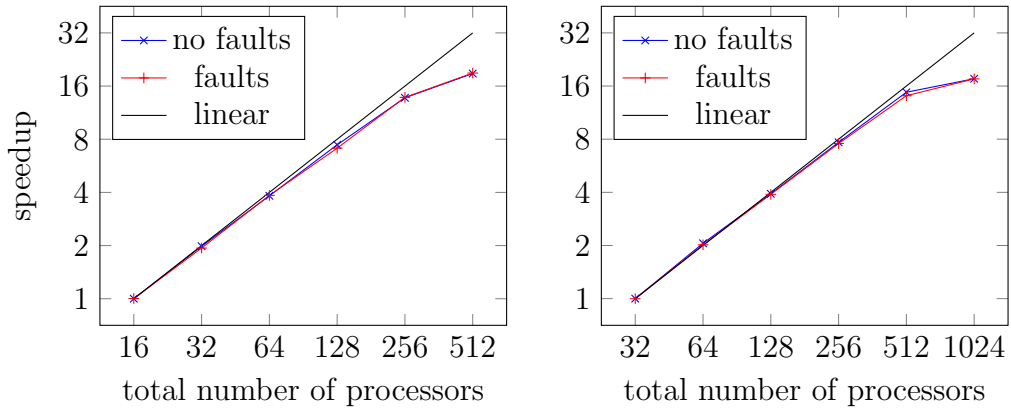 speedup
32
16
8
4
2
1
no faults
faults
linear
16 32 64 128 256 512
total number of processors
32
16
8
4
2
1
no faults
faults
linear
32 64 128 256 512 1024
total number of processors